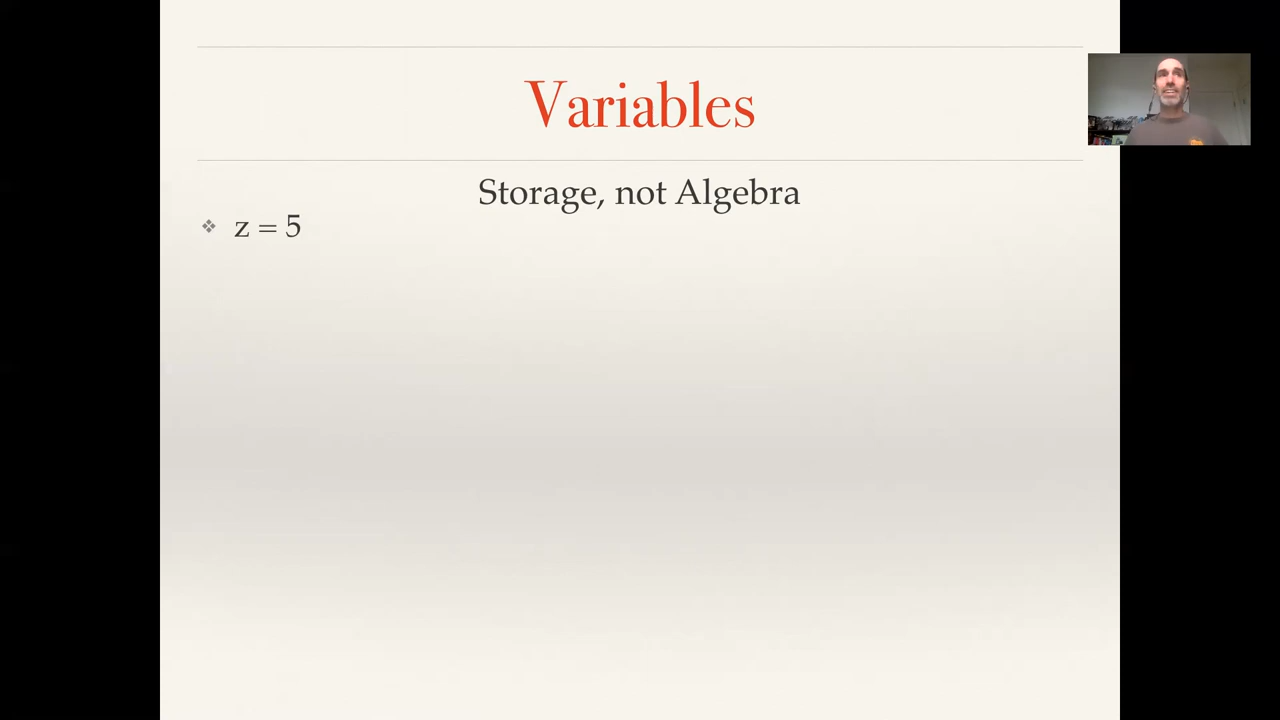 Variables
Storage, not Algebra
z = 5